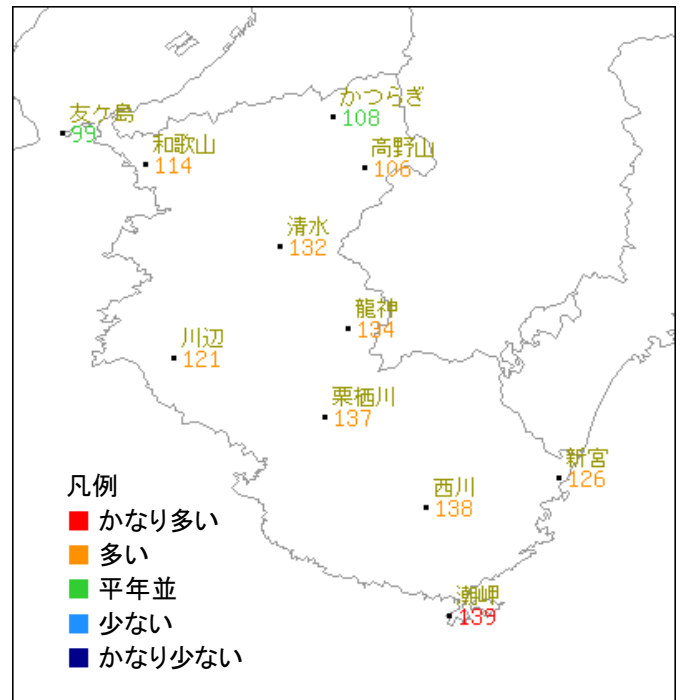 かつらぎ
108
友ケ島
99
和歌山
114
高野山
106
清水
132
龍神
134
川辺
121
栗栖川
137
新宮
126
西川
138
潮岬
139
凡例
かなり多い
多い
平年並
少ない
かなり少ない